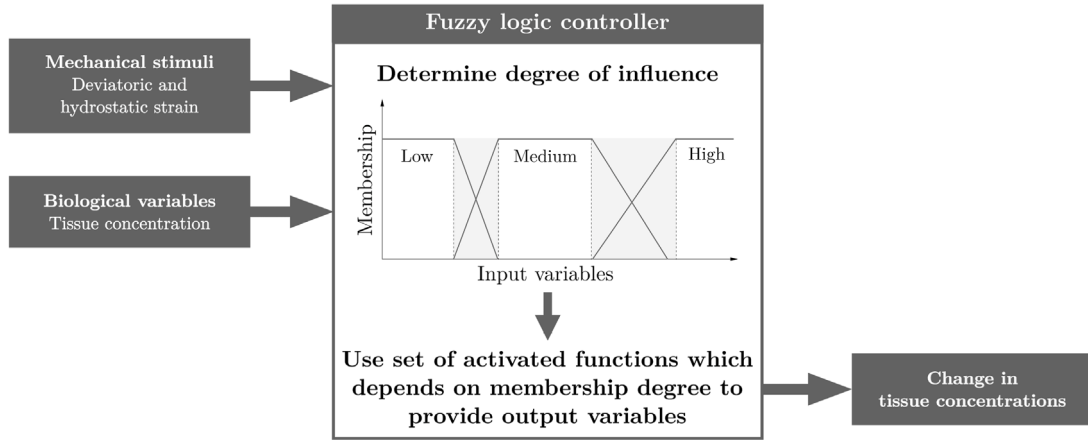 Fuzzy logic controller
Mechanical stimuli
Deviatoric and
hydrostatic strain
Biological variables
Tissue concentration
Determine degree of influence
Membership
Low
Medium
High
Input variables
Use set of activated functions which
depends on membership degree to
provide output variables
Change in
tissue concentrations